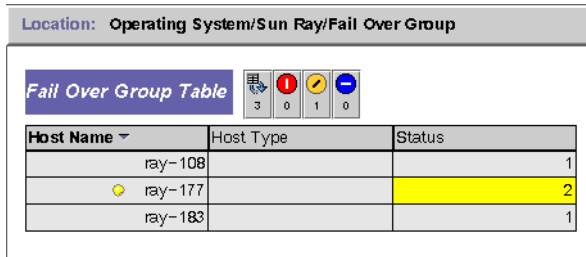 Location: Operating System/Sun Ray/Fail Over Group
Fail Over Group Table
3 0 1 0
Host Name Host Type Status
ray-108 1
ray-177 2
ray-183 1